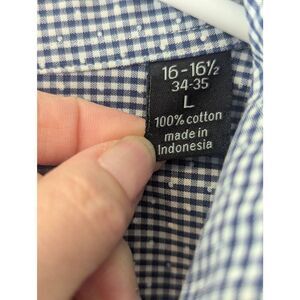 16-16½
34-35
L
100% cotton
made in
Indonesia